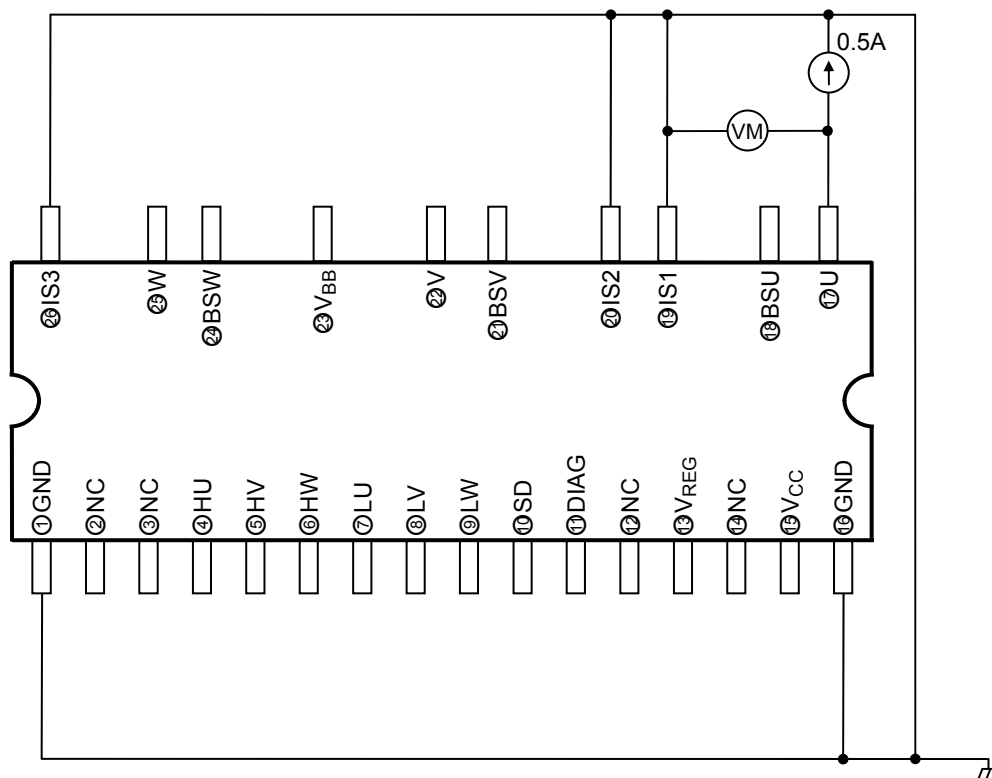 0.5A
VM
㉖IS3
㉕W
㉔BSW
㉓VBB
㉒V
㉑BSV
⑳IS2
⑲IS1
⑱BSU
⑰U
①GND
②NC
③NC
④HU
⑤HV
⑥HW
⑦LU
⑧LV
⑨LW
⑩SD
⑪DIAG
⑫NC
⑬VREG
⑭NC
⑮VCC
⑯GND